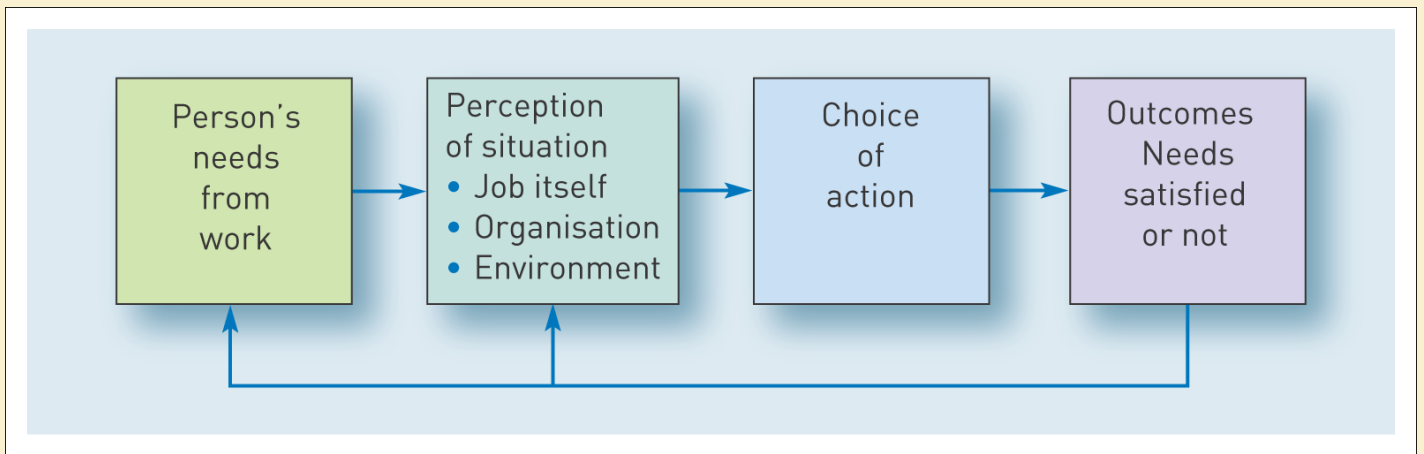 Person's
needs
from
work
Perception
of situation
• Job itself
• Organisation
• Environment
Choice
of
action
Outcomes
Needs
satisfied
or not